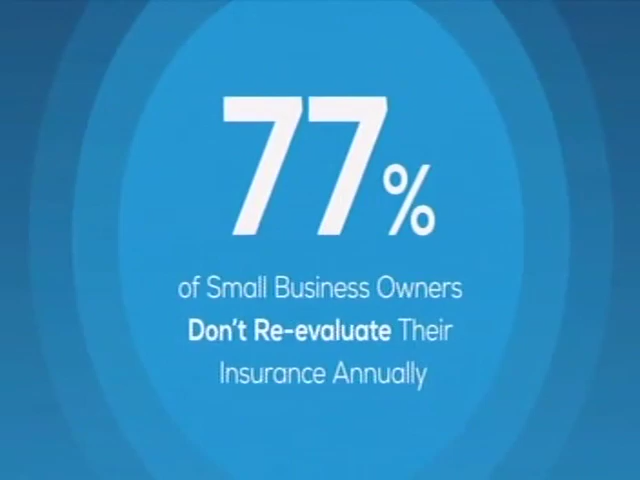 77%
of Small Business Owners
Don't Re-evaluate Their
Insurance Annually